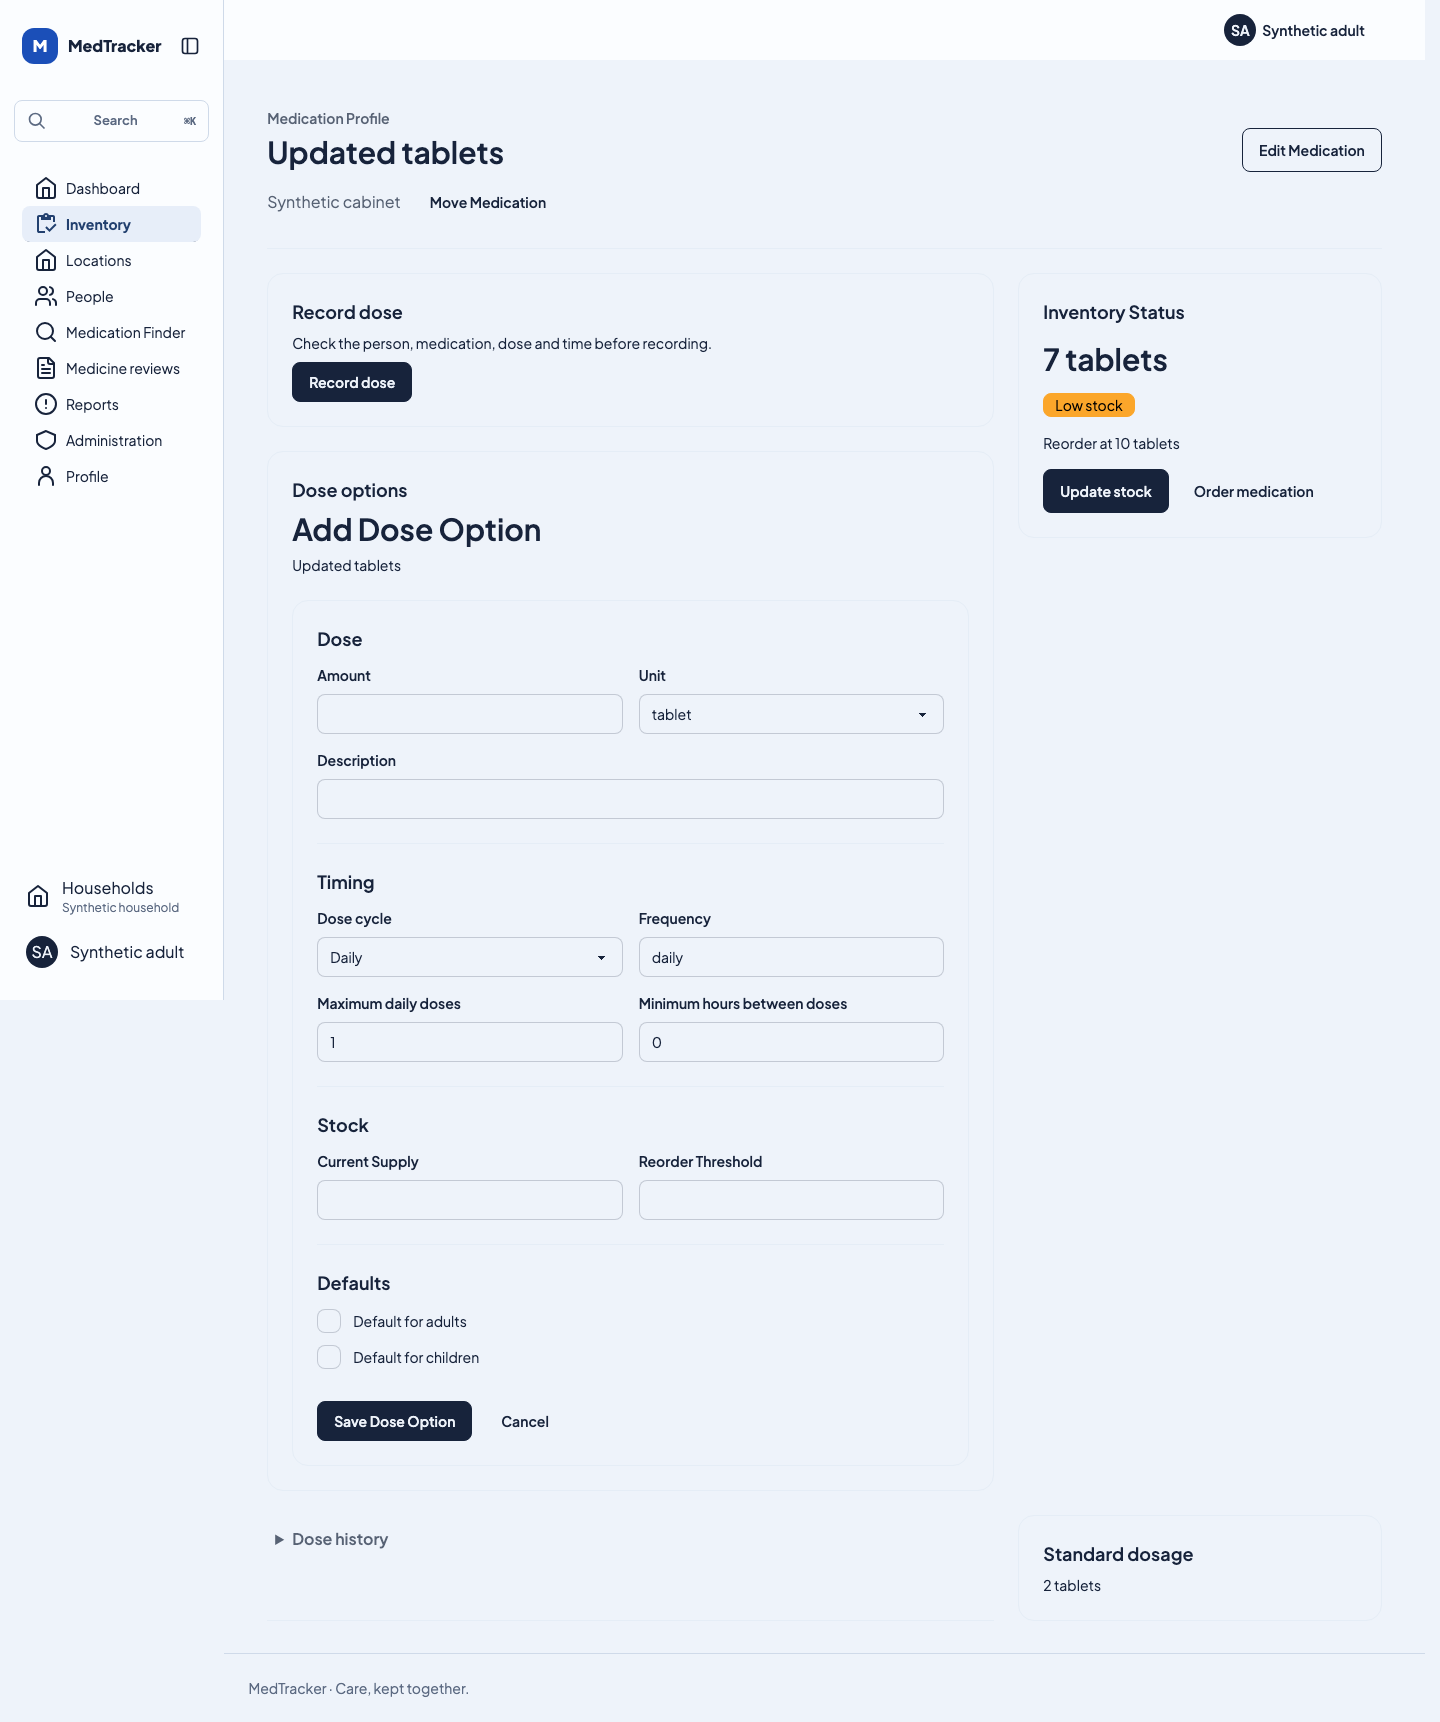 M MedTracker
Search ⌘K
Dashboard
Inventory
Locations
People
Medication Finder
Medicine reviews
Reports
Administration
Profile
Households
Synthetic household
SA Synthetic adult
SA Synthetic adult
Medication Profile
Updated tablets
Edit Medication
Synthetic cabinet Move Medication
Record dose
Check the person, medication, dose and time before recording.
Record dose
Inventory Status
7 tablets
Low stock
Reorder at 10 tablets
Update stock Order medication
Dose options
Add Dose Option
Updated tablets
Dose
Amount Unit
tablet
Description
Timing
Dose cycle Frequency
Daily daily
Maximum daily doses Minimum hours between doses
1 0
Stock
Current Supply Reorder Threshold
Defaults
Default for adults
Default for children
Save Dose Option Cancel
Dose history
Standard dosage
2 tablets
MedTracker · Care, kept together.